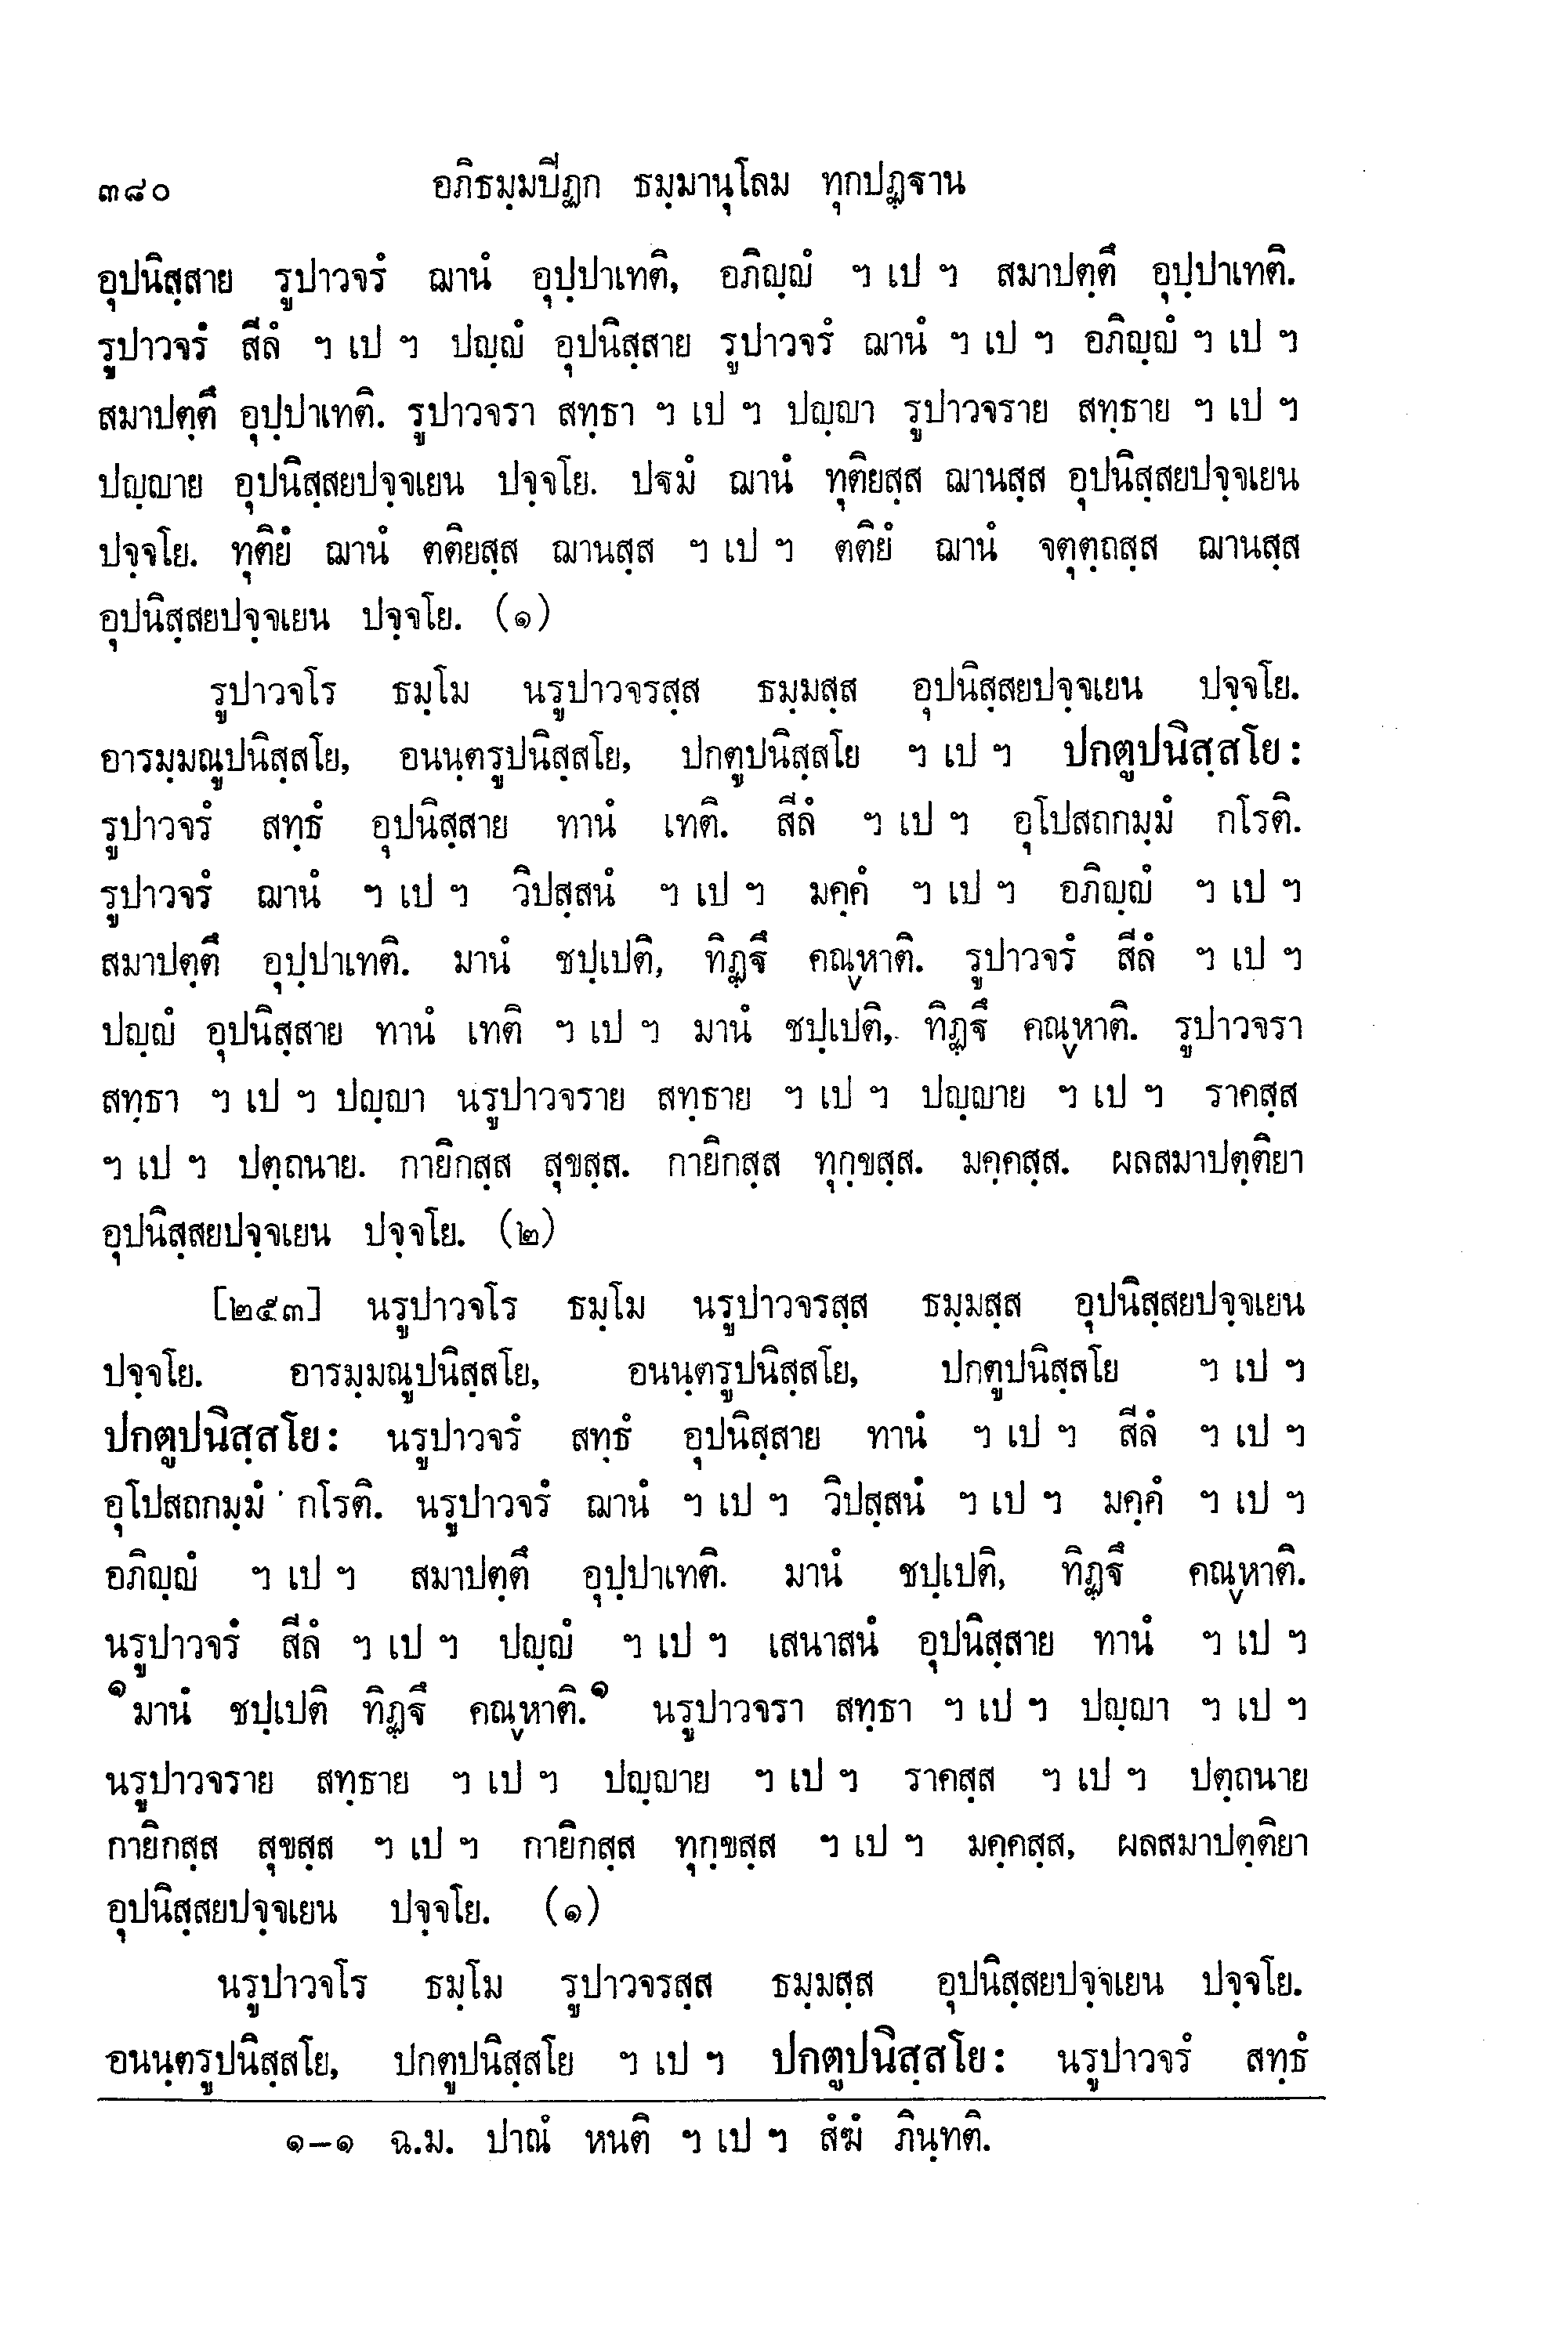 ๓๘๐ อภิธมฺมปีฏก ธมฺมานุโลม ทุกปฏฺฐาน
อุปนิสฺสาย รูปาวจรํ ฌานํ อุปฺปาเทติ, อภิญฺญํ ฯ เป ฯ สมาปตฺตึ อุปฺปาเทติ.
รูปาวจรํ สีลํ ฯ เป ฯ ปญฺญํ อุปนิสฺสาย รูปาวจรํ ฌานํ ฯ เป ฯ อภิญฺญํ ฯ เป ฯ
สมาปตฺตึ อุปฺปาเทติ. รูปาวจรา สทฺธา ฯ เป ฯ ปญฺญา รูปาวจราย สทฺธาย ฯ เป ฯ
ปญฺญาย อุปนิสฺสยปจฺจเยน ปจฺจโย. ปฐมํ ฌานํ ทุติยสฺส ฌานสฺส อุปนิสฺสยปจฺจเยน
ปจฺจโย. ทุติยํ ฌานํ ตติยสฺส ฌานสฺส ฯ เป ฯ ตติยํ ฌานํ จตุตฺถสฺส ฌานสฺส
อุปนิสฺสยปจฺจเยน ปจฺจโย. (๑)
รูปาวจโร ธมฺโม นรูปาวจรสฺส ธมฺมสฺส อุปนิสฺสยปจฺจเยน ปจฺจโย.
อารมฺมณูปนิสฺสโย, อนนฺตรูปนิสฺสโย, ปกตูปนิสฺสโย ฯ เป ฯ ปกตูปนิสฺสโย:
รูปาวจรํ สทฺธํ อุปนิสฺสาย ทานํ เทติ. สีลํ ฯ เป ฯ อุโปสถกมฺมํ กโรติ.
รูปาวจรํ ฌานํ ฯ เป ฯ วิปสฺสนํ ฯ เป ฯ มคฺคํ ฯ เป ฯ อภิญฺญํ ฯ เป ฯ
สมาปตฺตึ อุปฺปาเทติ. มานํ ชปฺเปติ, ทิฏฺฐึ คณฺหาติ. รูปาวจรํ สีลํ ฯ เป ฯ
ปญฺญํ อุปนิสฺสาย ทานํ เทติ ฯ เป ฯ มานํ ชปฺเปติ, ทิฏฺฐึ คณฺหาติ. รูปาวจรา
สทฺธา ฯ เป ฯ ปญฺญา นรูปาวจราย สทฺธาย ฯ เป ฯ ปญฺญาย ฯ เป ฯ ราคสฺส
ฯ เป ฯ ปตฺถนาย. กายิกสฺส สุขสฺส. กายิกสฺส ทุกฺขสฺส. มคฺคสฺส. ผลสมาปตฺติยา
อุปนิสฺสยปจฺจเยน ปจฺจโย. (๒)
[๒๕๓] นรูปาวจโร ธมฺโม นรูปาวจรสฺส ธมฺมสฺส อุปนิสฺสยปจฺจเยน
ปจฺจโย. อารมฺมณูปนิสฺสโย, อนนฺตรูปนิสฺสโย, ปกตูปนิสฺสโย ฯ เป ฯ
ปกตูปนิสฺสโย: นรูปาวจรํ สทฺธํ อุปนิสฺสาย ทานํ ฯ เป ฯ สีลํ ฯ เป ฯ
อุโปสถกมฺมํ กโรติ. นรูปาวจรํ ฌานํ ฯ เป ฯ วิปสฺสนํ ฯ เป ฯ มคฺคํ ฯ เป ฯ
อภิญฺญํ ฯ เป ฯ สมาปตฺตึ อุปฺปาเทติ. มานํ ชปฺเปติ, ทิฏฺฐึ คณฺหาติ.
นรูปาวจรํ สีลํ ฯ เป ฯ ปญฺญํ ฯ เป ฯ เสนาสนํ อุปนิสฺสาย ทานํ ฯ เป ฯ
๑มานํ ชปฺเปติ ทิฏฺฐึ คณฺหาติ.๑ นรูปาวจรา สทฺธา ฯ เป ฯ ปญฺญา ฯ เป ฯ
นรูปาวจราย สทฺธาย ฯ เป ฯ ปญฺญาย ฯ เป ฯ ราคสฺส ฯ เป ฯ ปตฺถนาย
กายิกสฺส สุขสฺส ฯ เป ฯ กายิกสฺส ทุกฺขสฺส ฯ เป ฯ มคฺคสฺส, ผลสมาปตฺติยา
อุปนิสฺสยปจฺจเยน ปจฺจโย. (๑)
นรูปาวจโร ธมฺโม รูปาวจรสฺส ธมฺมสฺส อุปนิสฺสยปจฺจเยน ปจฺจโย.
อนนฺตรูปนิสฺสโย, ปกตูปนิสฺสโย ฯ เป ฯ ปกตูปนิสฺสโย: นรูปาวจรํ สทฺธํ
๑–๑ ฉ.ม. ปาณํ หนติ ฯ เป ฯ สํฆํ ภินฺทติ.